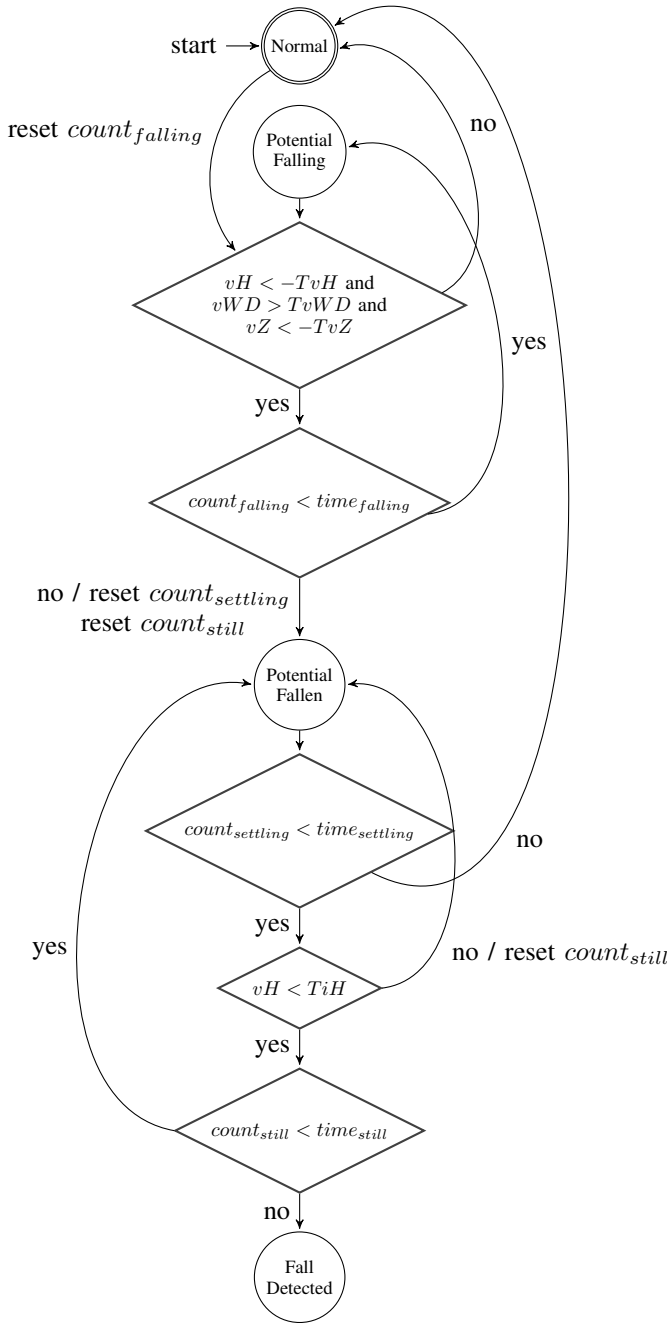 start
Normal
reset count_falling
no
Potential
Falling
vH < −TvH and
vWD > TvWD and
vZ < −TvZ
yes
yes
count_falling < time_falling
no / reset count_settling
reset count_still
Potential
Fallen
count_settling < time_settling
no
yes
yes
no / reset count_still
vH < TiH
yes
count_still < time_still
no
Fall
Detected